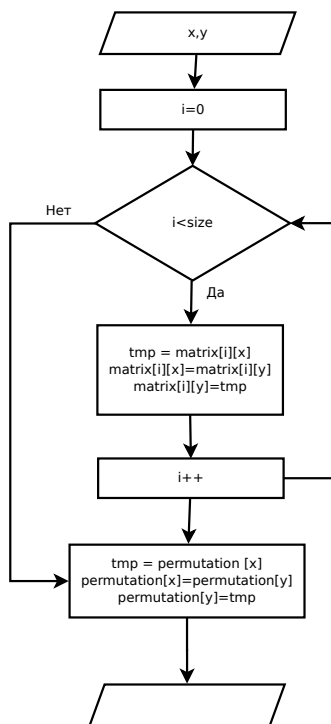 x,y
i=0
i<size
Нет
Да
tmp = matrix[i][x]
matrix[i][x]=matrix[i][y]
matrix[i][y]=tmp
i++
tmp = permutation [x]
permutation[x]=permutation[y]
permutation[y]=tmp